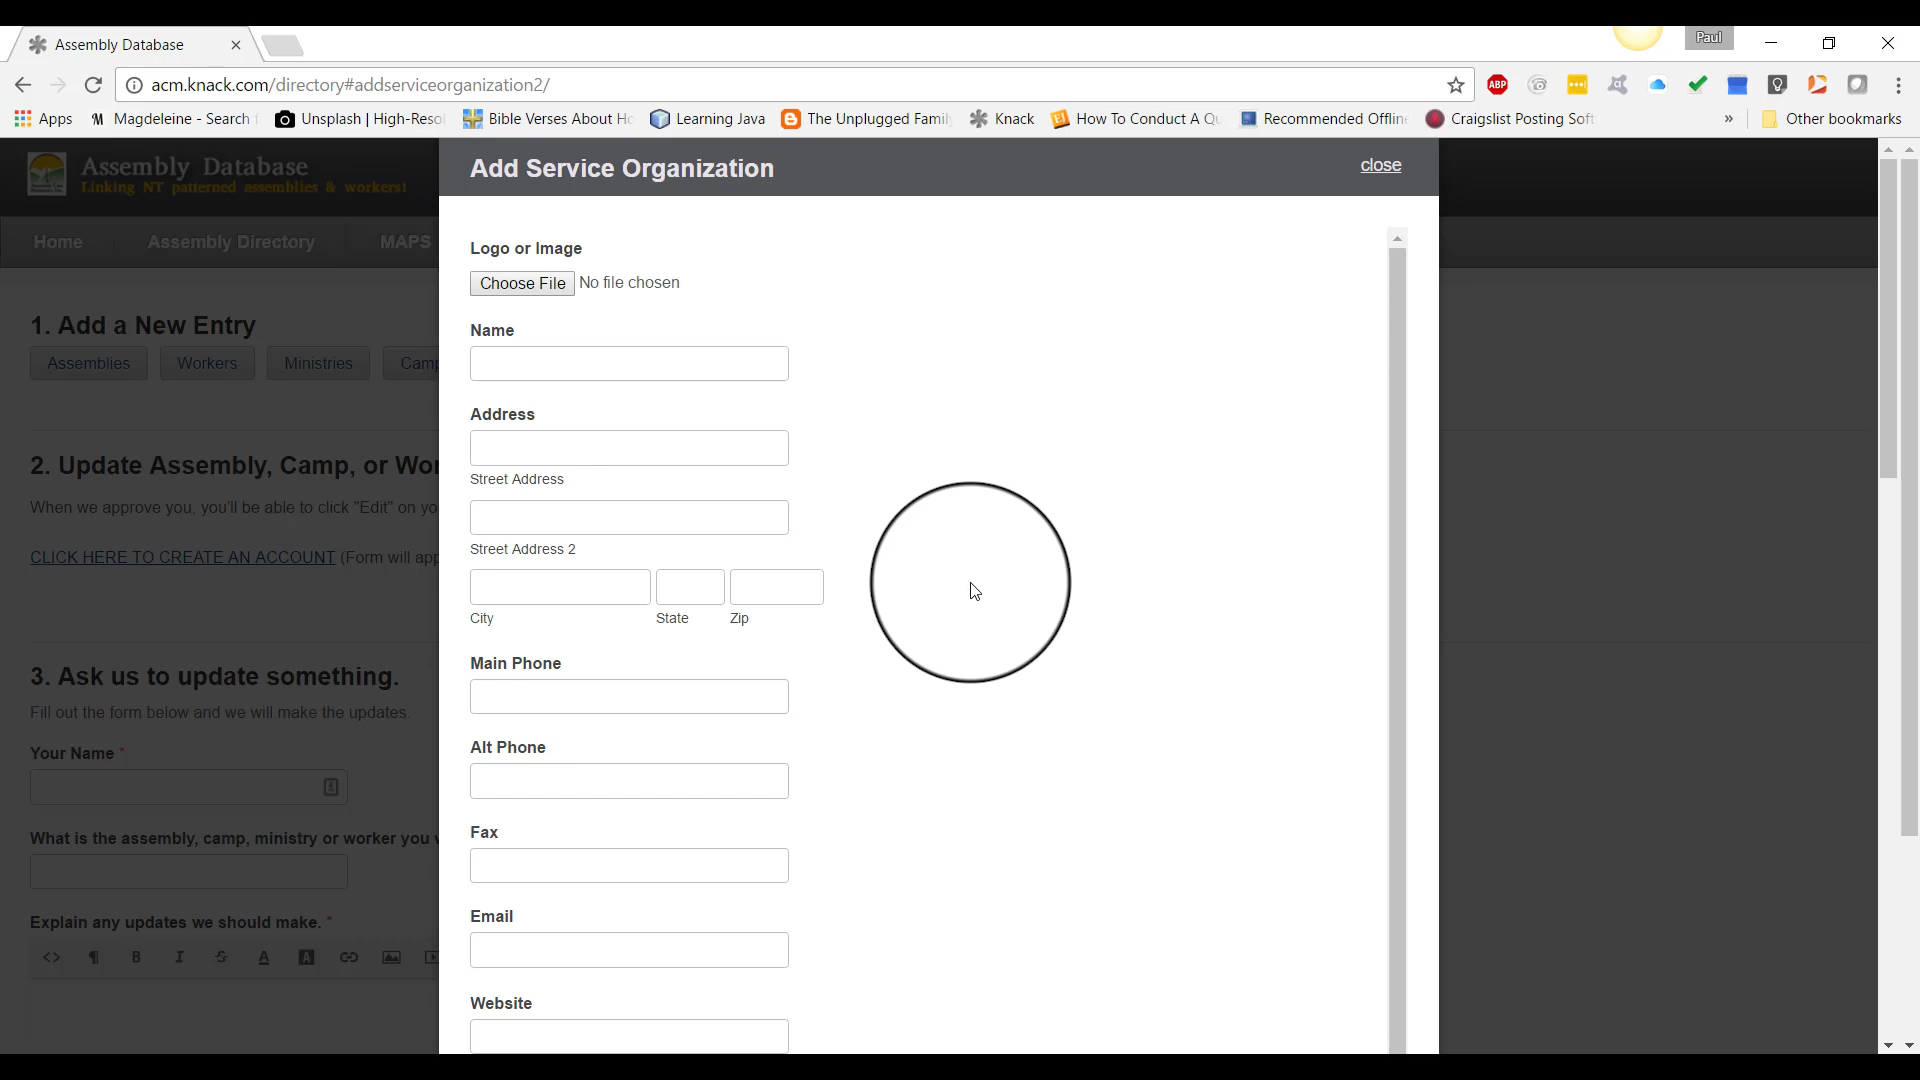 Assembly Database
Paul
acm.knack.com/directory#addserviceorganization2/
ABP
Apps
Magdeleine - Search
Unsplash | High-Resol
Bible Verses About Ho
Learning Java
The Unplugged Family
Knack
How To Conduct A Qu
Recommended Offline
Craigslist Posting Soft
»
Other bookmarks
Assembly Database
Linking NT patterned assemblies & workers!
Add Service Organization
close
Home
Assembly Directory
MAPS
Logo or Image
Choose File No file chosen
1. Add a New Entry
Assemblies
Workers
Ministries
Camp
Name
Address
Street Address
Street Address 2
City
State
Zip
2. Update Assembly, Camp, or Wor
When we approve you, you'll be able to click "Edit" on yo
CLICK HERE TO CREATE AN ACCOUNT (Form will app
3. Ask us to update something.
Fill out the form below and we will make the updates.
Your Name *
What is the assembly, camp, ministry or worker you w
Explain any updates we should make. *
Main Phone
Alt Phone
Fax
Email
Website